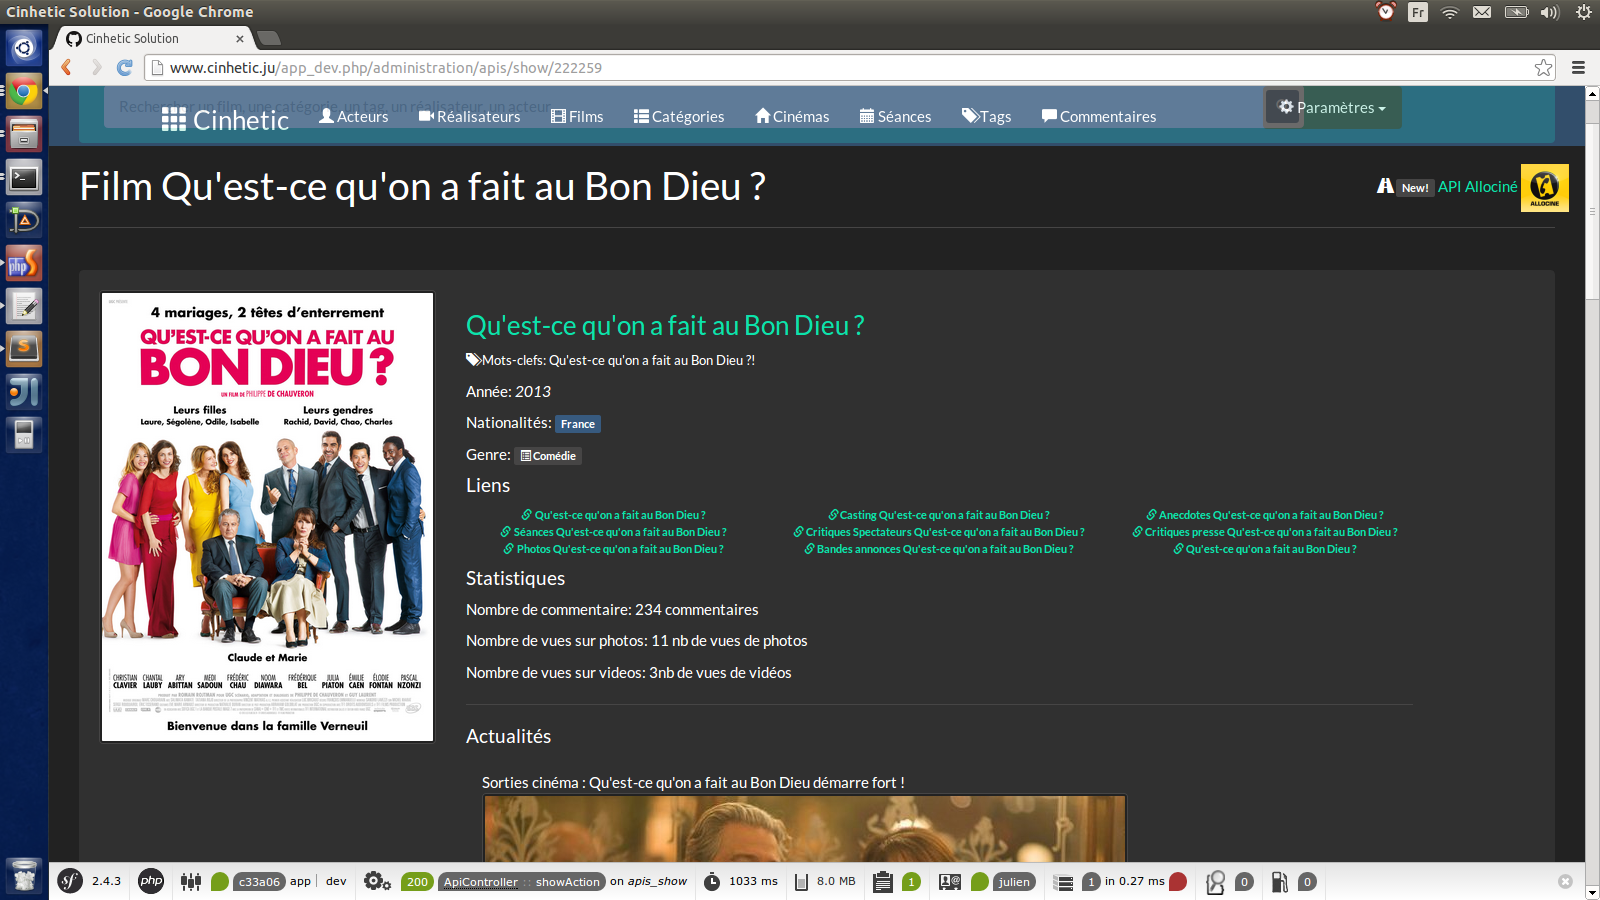 Cinhetic Solution - Google Chrome
Fr
Cinhetic Solution
www.cinhetic.ju/app_dev.php/administration/apis/show/222259
Rechercher un film, une catégorie, un tag, un réalisateur, un acteur
Cinhetic
Acteurs
Réalisateurs
Films
Catégories
Cinémas
Séances
Tags
Commentaires
Paramètres
Film Qu'est-ce qu'on a fait au Bon Dieu ?
New! API Allociné
ALLOCINE
4 mariages, 2 têtes d'enterrement
QU'EST-CE QU'ON A FAIT AU
BON DIEU ?
UN FILM DE PHILIPPE DE CHAUVERON
Leurs filles
Leurs gendres
Laure, Ségolène, Odile, Isabelle
Rachid, David, Chao, Charles
Claude et Marie
CHRISTIAN CLAVIER
CHANTAL LAUBY
ARY ABITTAN
MEDI SADOUN
FRÉDÉRIC CHAU
NOOM DIAWARA
FRÉDÉRIQUE BEL
JULIA PIATON
ÉMILIE CAEN
ÉLODIE FONTAN
PASCAL NZONZI
Bienvenue dans la famille Verneuil
Qu'est-ce qu'on a fait au Bon Dieu ?
Mots-clefs: Qu'est-ce qu'on a fait au Bon Dieu ?!
Année: 2013
Nationalités: France
Genre: Comédie
Liens
Qu'est-ce qu'on a fait au Bon Dieu ?
Casting Qu'est-ce qu'on a fait au Bon Dieu ?
Anecdotes Qu'est-ce qu'on a fait au Bon Dieu ?
Séances Qu'est-ce qu'on a fait au Bon Dieu ?
Critiques Spectateurs Qu'est-ce qu'on a fait au Bon Dieu ?
Critiques presse Qu'est-ce qu'on a fait au Bon Dieu ?
Photos Qu'est-ce qu'on a fait au Bon Dieu ?
Bandes annonces Qu'est-ce qu'on a fait au Bon Dieu ?
Qu'est-ce qu'on a fait au Bon Dieu ?
Statistiques
Nombre de commentaire: 234 commentaires
Nombre de vues sur photos: 11 nb de vues de photos
Nombre de vues sur videos: 3nb de vues de vidéos
Actualités
Sorties cinéma : Qu'est-ce qu'on a fait au Bon Dieu démarre fort !
sf 2.4.3 php c33a06 app dev 200 ApiController :: showAction on apis_show 1033 ms 8.0 MB 1 julien 1 in 0.27 ms 0 0